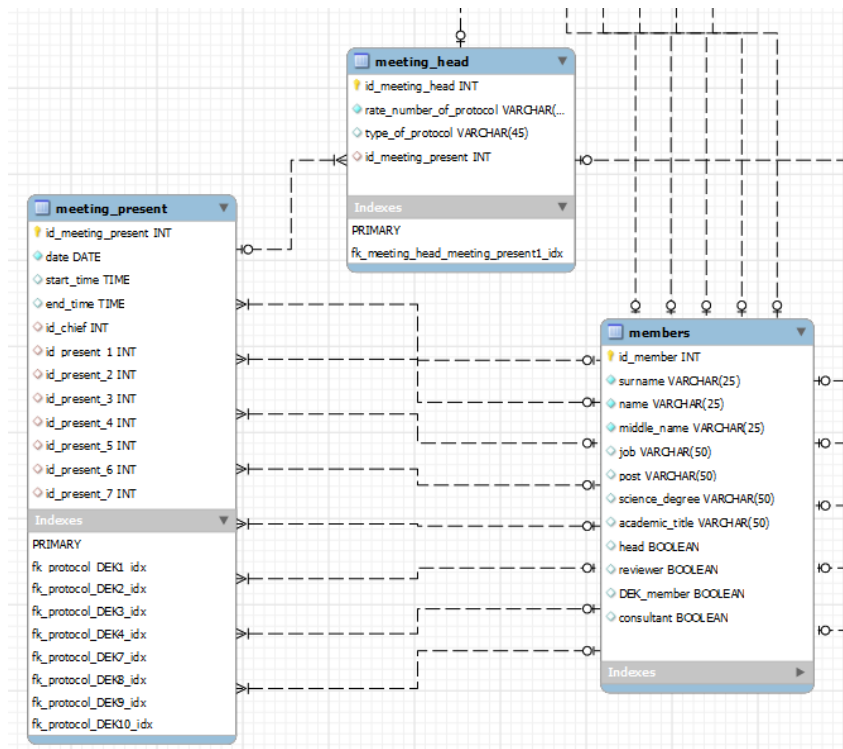 meeting_head
id_meeting_head INT
rate_number_of_protocol VARCHAR(...
type_of_protocol VARCHAR(45)
id_meeting_present INT
Indexes
PRIMARY
fk_meeting_head_meeting_present1_idx
meeting_present
id_meeting_present INT
date DATE
start_time TIME
end_time TIME
id_chief INT
id_present_1 INT
id_present_2 INT
id_present_3 INT
id_present_4 INT
id_present_5 INT
id_present_6 INT
id_present_7 INT
Indexes
PRIMARY
fk_protocol_DEK1_idx
fk_protocol_DEK2_idx
fk_protocol_DEK3_idx
fk_protocol_DEK4_idx
fk_protocol_DEK7_idx
fk_protocol_DEK8_idx
fk_protocol_DEK9_idx
fk_protocol_DEK10_idx
members
id_member INT
surname VARCHAR(25)
name VARCHAR(25)
middle_name VARCHAR(25)
job VARCHAR(50)
post VARCHAR(50)
science_degree VARCHAR(50)
academic_title VARCHAR(50)
head BOOLEAN
reviewer BOOLEAN
DEK_member BOOLEAN
consultant BOOLEAN
Indexes